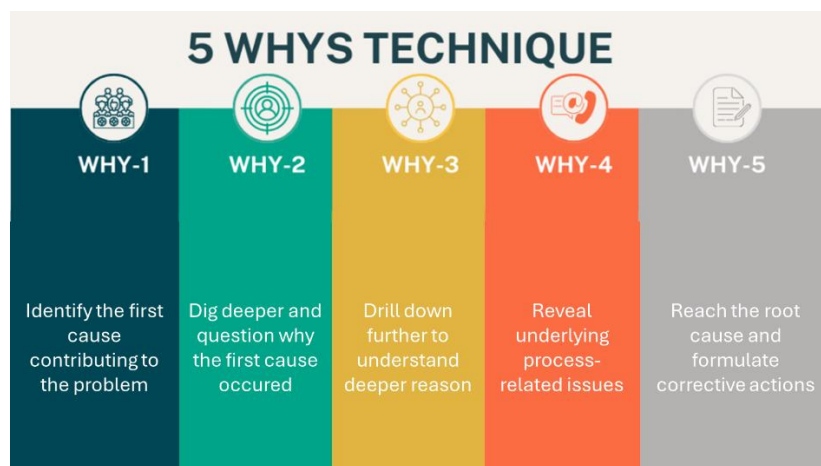 5 WHYS TECHNIQUE
WHY-1
WHY-2
WHY-3
WHY-4
WHY-5
Identify the first
cause
contributing to
the problem
Dig deeper and
question why
the first cause
occured
Drill down
further to
understand
deeper reason
Reveal
underlying
process-
related issues
Reach the root
cause and
formulate
corrective actions